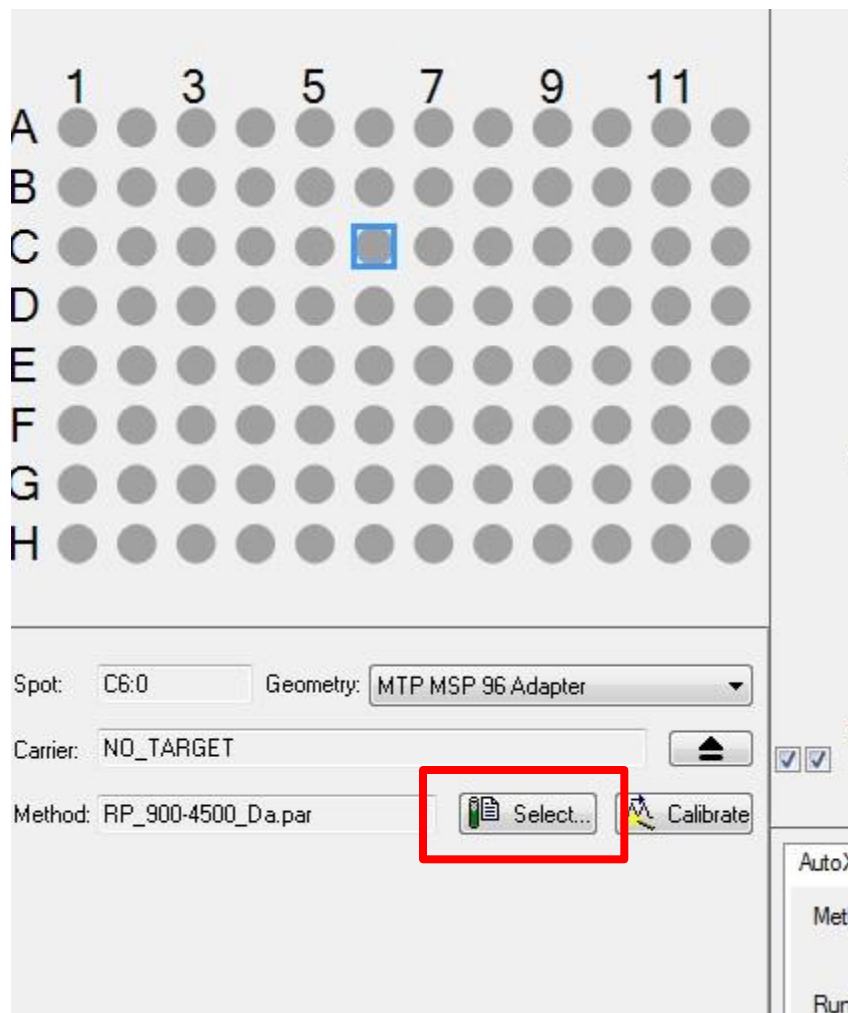 1 3 5 7 9 11
A
B
C
D
E
F
G
H
Spot: C6:0 Geometry: MTP MSP 96 Adapter
Carrier: NO_TARGET
Method: RP_900-4500_Da.par Select... Calibrate
AutoX
Met
Run